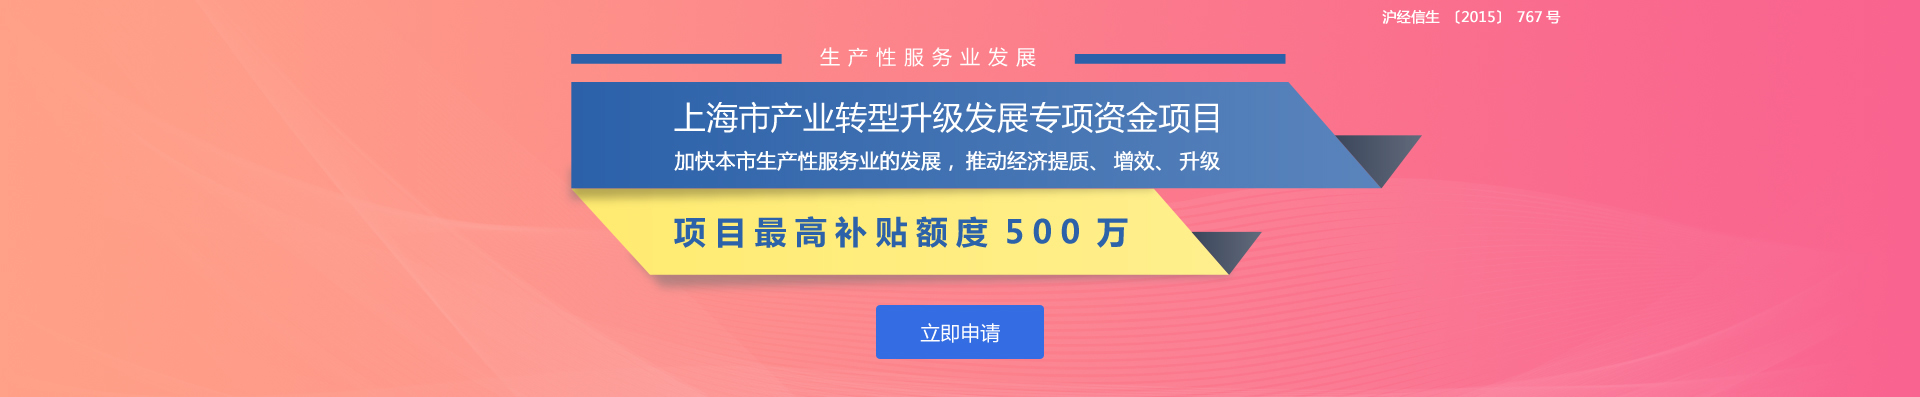 沪经信生 〔2015〕 767 号
生产性服务业发展
上海市产业转型升级发展专项资金项目
加快本市生产性服务业的发展，推动经济提质、增效、升级
项目最高补贴额度 500 万
立即申请